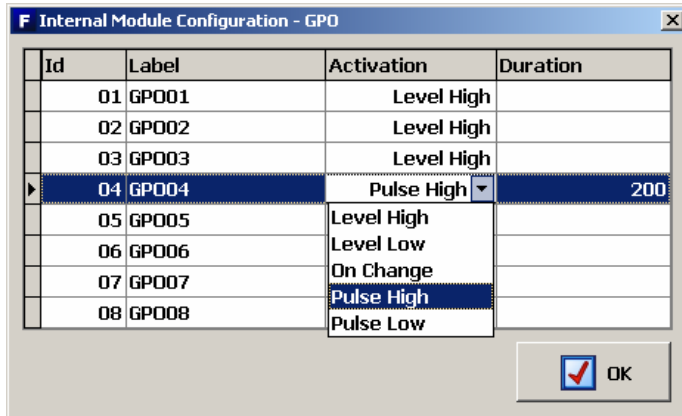 F Internal Module Configuration - GPO
Id Label Activation Duration
01 GPO01 Level High
02 GPO02 Level High
03 GPO03 Level High
04 GPO04 Pulse High 200
05 GPO05 Level High
06 GPO06 Level Low
07 GPO07 On Change
Pulse High
08 GPO08 Pulse Low
OK